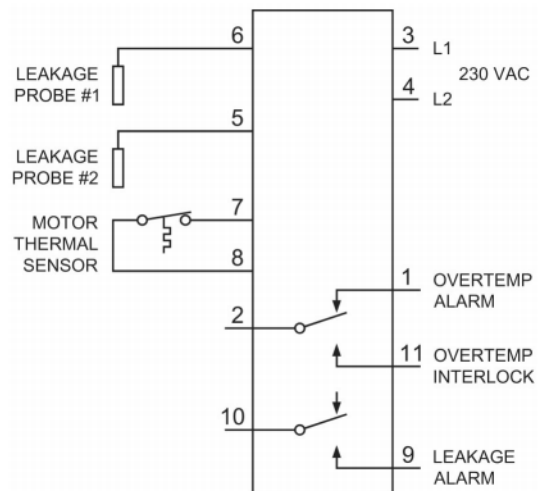 6
3
L1
LEAKAGE
PROBE #1
230 VAC
4
L2
5
LEAKAGE
PROBE #2
7
MOTOR
THERMAL
SENSOR
8
1
OVERTEMP
ALARM
2
11
OVERTEMP
INTERLOCK
10
9
LEAKAGE
ALARM